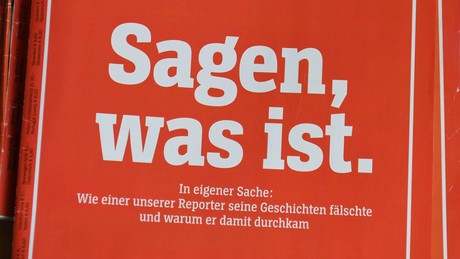 Sagen,
was ist.
In eigener Sache:
Wie einer unserer Reporter seine Geschichten fälschte
und warum er damit durchkam